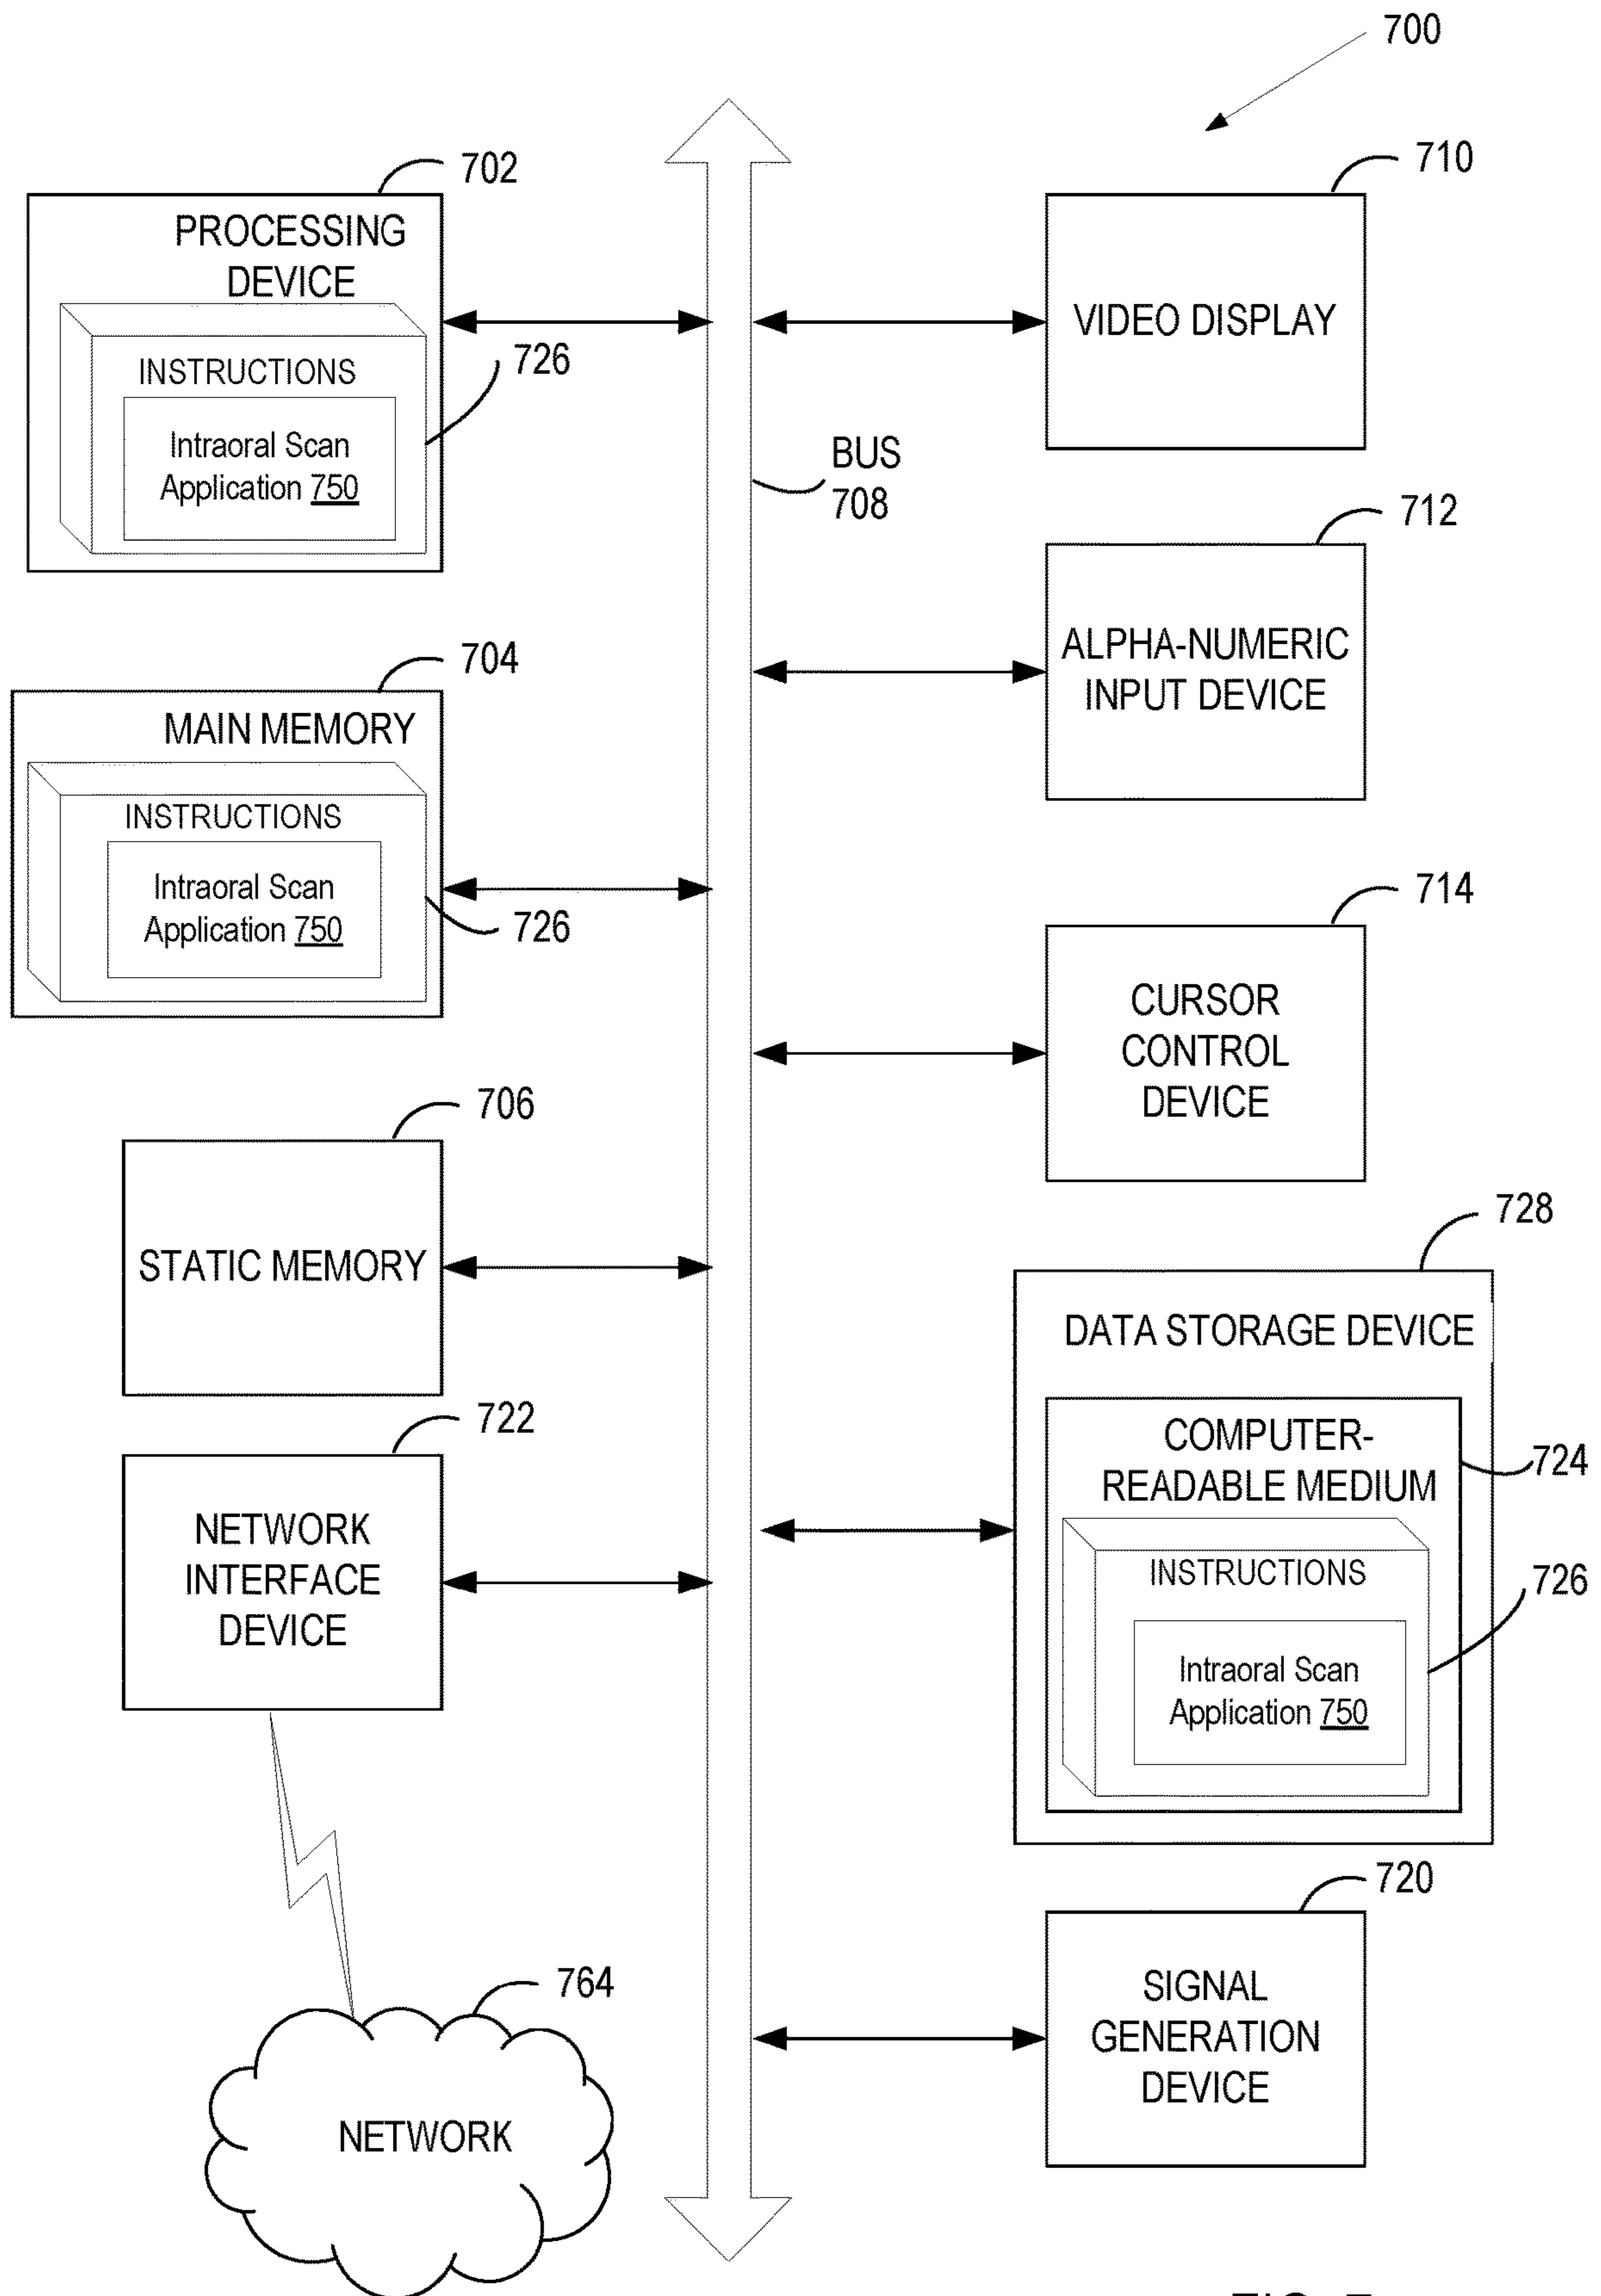 700
702
PROCESSING
DEVICE
INSTRUCTIONS
726
Intraoral Scan
Application 750
704
MAIN MEMORY
INSTRUCTIONS
Intraoral Scan
Application 750
726
706
STATIC MEMORY
722
NETWORK
INTERFACE
DEVICE
764
NETWORK
BUS
708
710
VIDEO DISPLAY
712
ALPHA-NUMERIC
INPUT DEVICE
714
CURSOR
CONTROL
DEVICE
728
DATA STORAGE DEVICE
COMPUTER-
READABLE MEDIUM
724
INSTRUCTIONS
726
Intraoral Scan
Application 750
720
SIGNAL
GENERATION
DEVICE